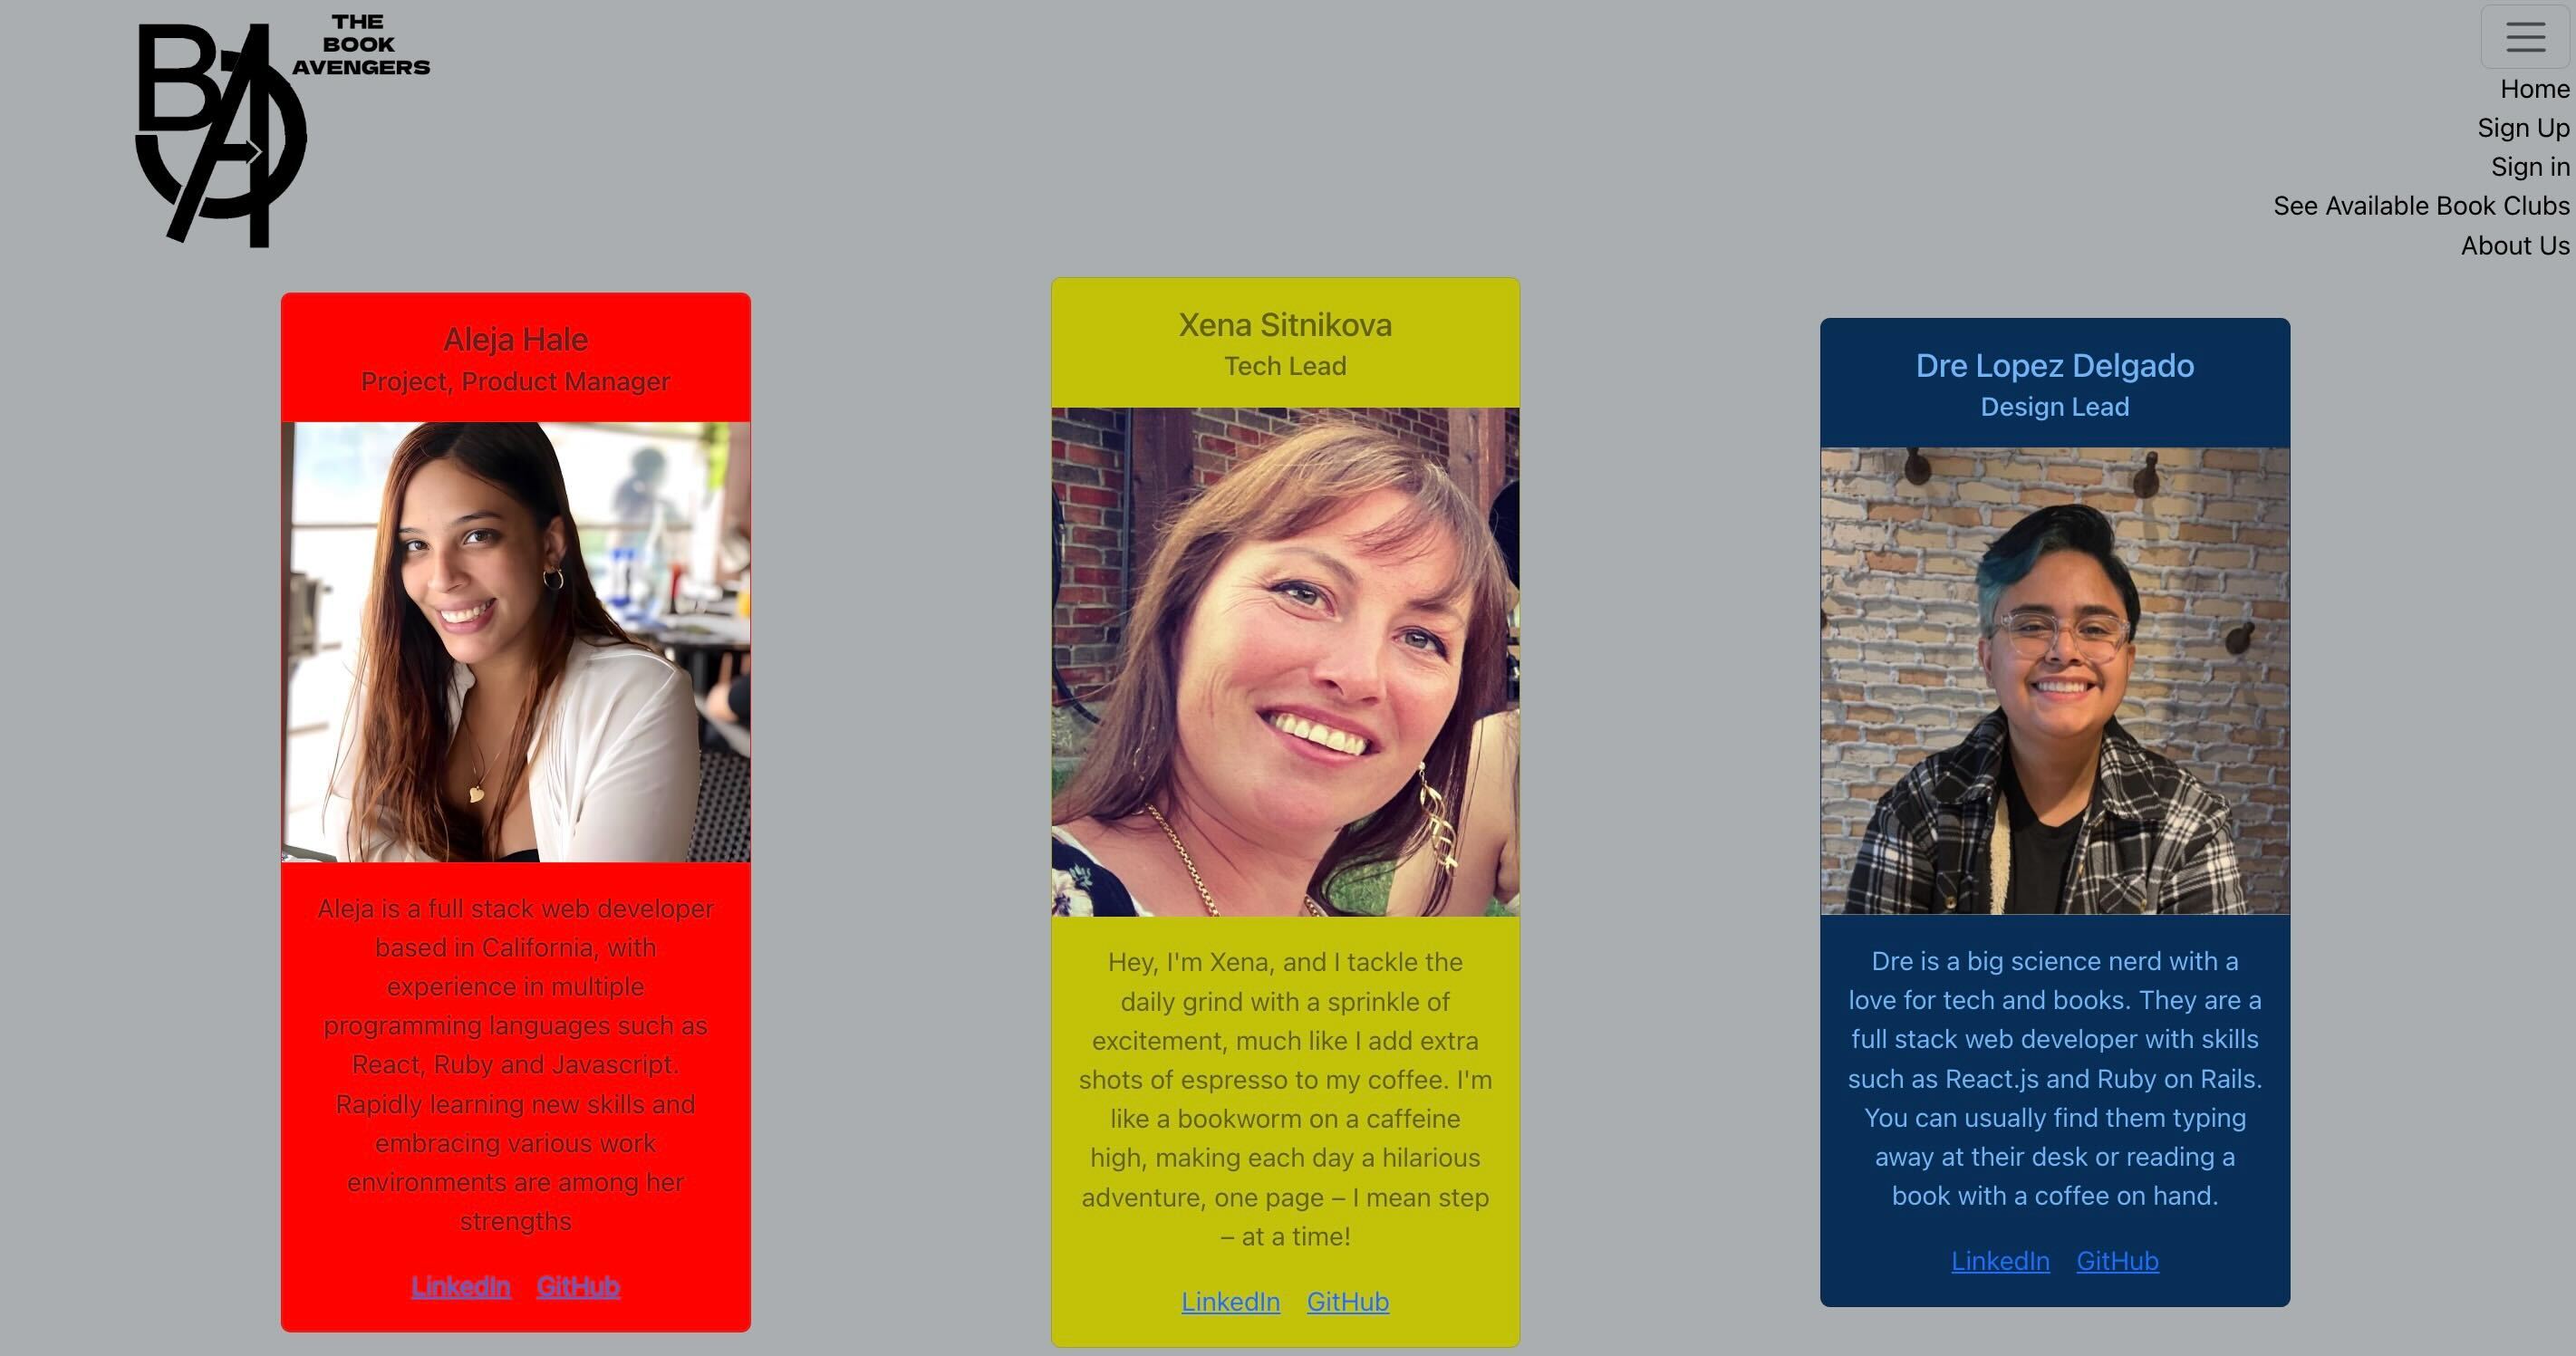 BA
THE
BOOK
AVENGERS
Home
Sign Up
Sign in
See Available Book Clubs
About Us
Aleja Hale
Project, Product Manager
Aleja is a full stack web developer
based in California, with
experience in multiple
programming languages such as
React, Ruby and Javascript.
Rapidly learning new skills and
embracing various work
environments are among her
strengths
LinkedIn GitHub
Xena Sitnikova
Tech Lead
Hey, I'm Xena, and I tackle the
daily grind with a sprinkle of
excitement, much like I add extra
shots of espresso to my coffee. I'm
like a bookworm on a caffeine
high, making each day a hilarious
adventure, one page – I mean step
– at a time!
LinkedIn GitHub
Dre Lopez Delgado
Design Lead
Dre is a big science nerd with a
love for tech and books. They are a
full stack web developer with skills
such as React.js and Ruby on Rails.
You can usually find them typing
away at their desk or reading a
book with a coffee on hand.
LinkedIn GitHub